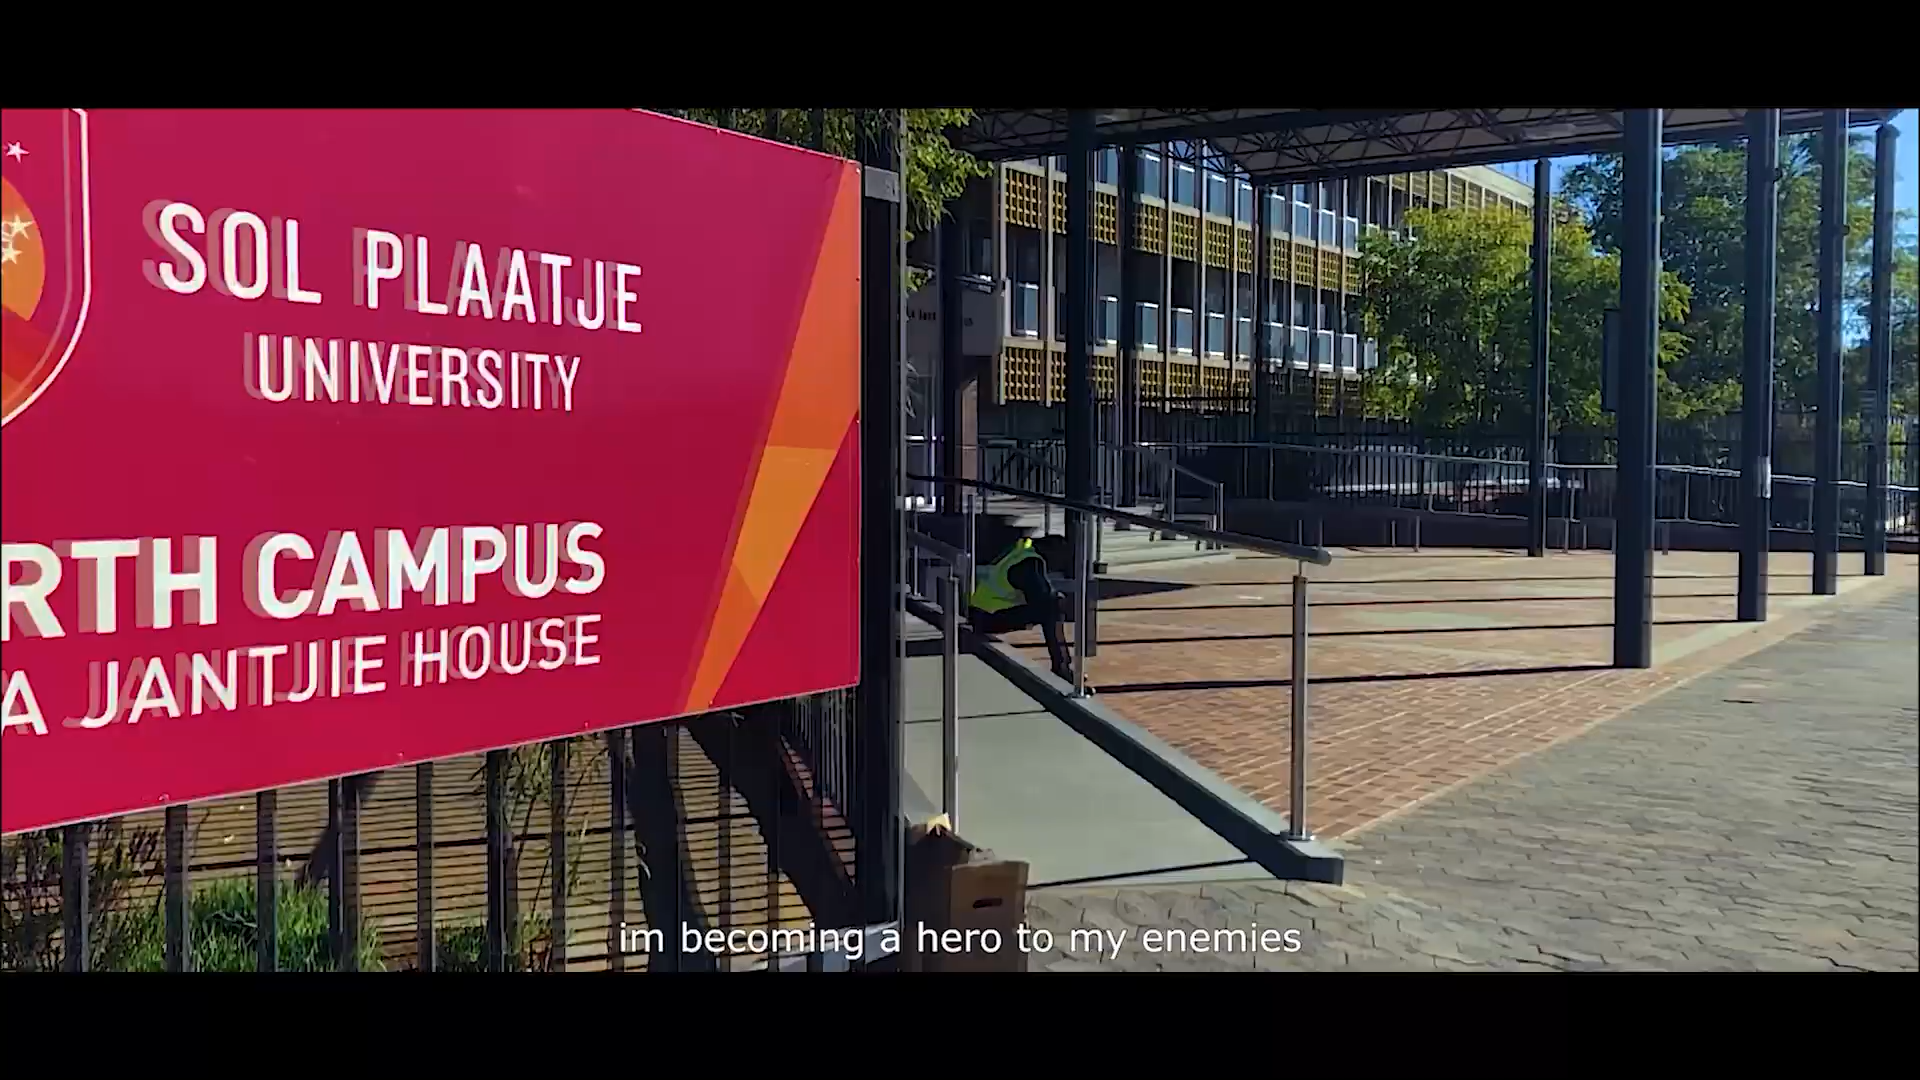 SOL PLAATJE
UNIVERSITY
RTH CAMPUS
A JANTJIE HOUSE
im becoming a hero to my enemies